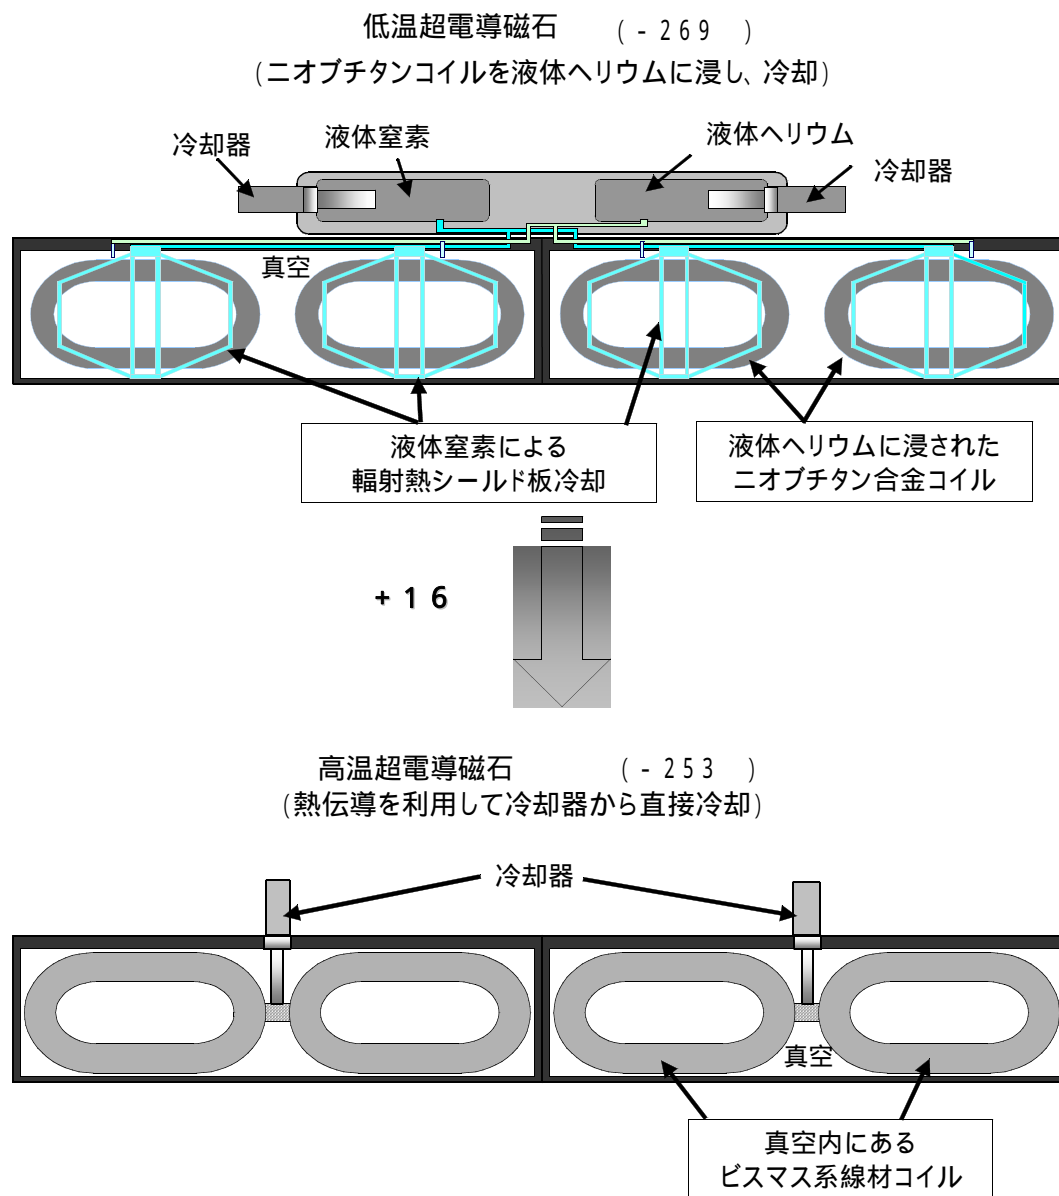 低温超電導磁石 (-269 )
(ニオブチタンコイルを液体ヘリウムに浸し、冷却)
冷却器
液体窒素
液体ヘリウム
冷却器
真空
液体窒素による
輻射熱シールド板冷却
液体ヘリウムに浸された
ニオブチタン合金コイル
+16
高温超電導磁石 (-253 )
(熱伝導を利用して冷却器から直接冷却)
冷却器
真空
真空内にある
ビスマス系線材コイル